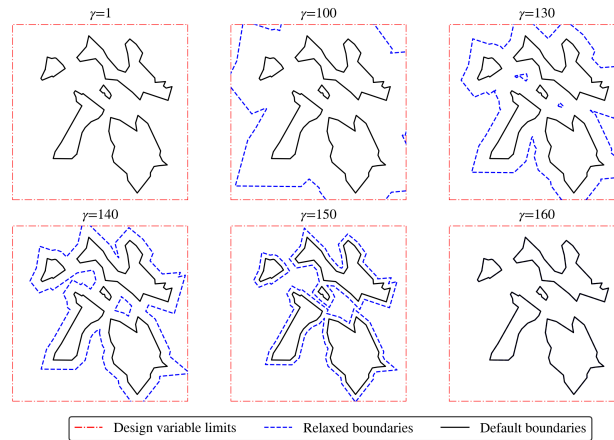 γ=1 γ=100 γ=130
γ=140 γ=150 γ=160
Design variable limits Relaxed boundaries Default boundaries